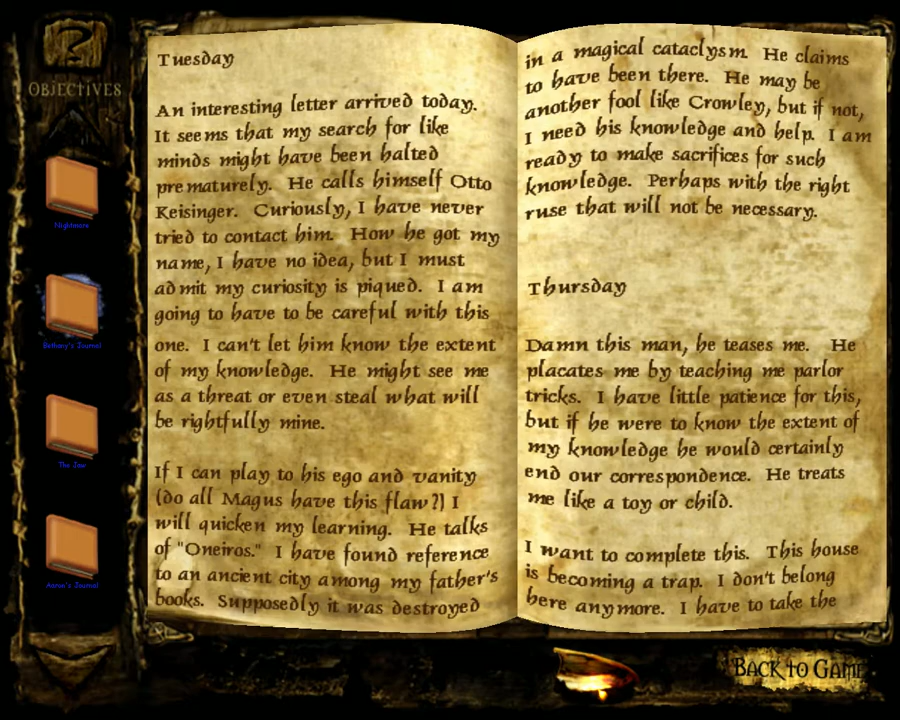 ?
OBJECTIVES
Nightmare
Bethany's Journal
The Jaw
Aaron's Journal
Tuesday
An interesting letter arrived today.
It seems that my search for like
minds might have been halted
prematurely. He calls himself Otto
Keisinger. Curiously, I have never
tried to contact him. How he got my
name, I have no idea, but I must
admit my curiosity is piqued. I am
going to have to be careful with this
one. I can't let him know the extent
of my knowledge. He might see me
as a threat or even steal what will
be rightfully mine.
If I can play to his ego and vanity
(do all Magus have this flaw?) I
will quicken my learning. He talks
of "Oneiros." I have found reference
to an ancient city among my father's
books. Supposedly it was destroyed
in a magical cataclysm. He claims
to have been there. He may be
another fool like Crowley, but if not,
I need his knowledge and help. I am
ready to make sacrifices for such
knowledge. Perhaps with the right
ruse that will not be necessary.
Thursday
Damn this man, he teases me. He
placates me by teaching me parlor
tricks. I have little patience for this,
but if he were to know the extent of
my knowledge he would certainly
end our correspondence. He treats
me like a toy or child.
I want to complete this. This house
is becoming a trap. I don't belong
here anymore. I have to take the
BACK TO GAME